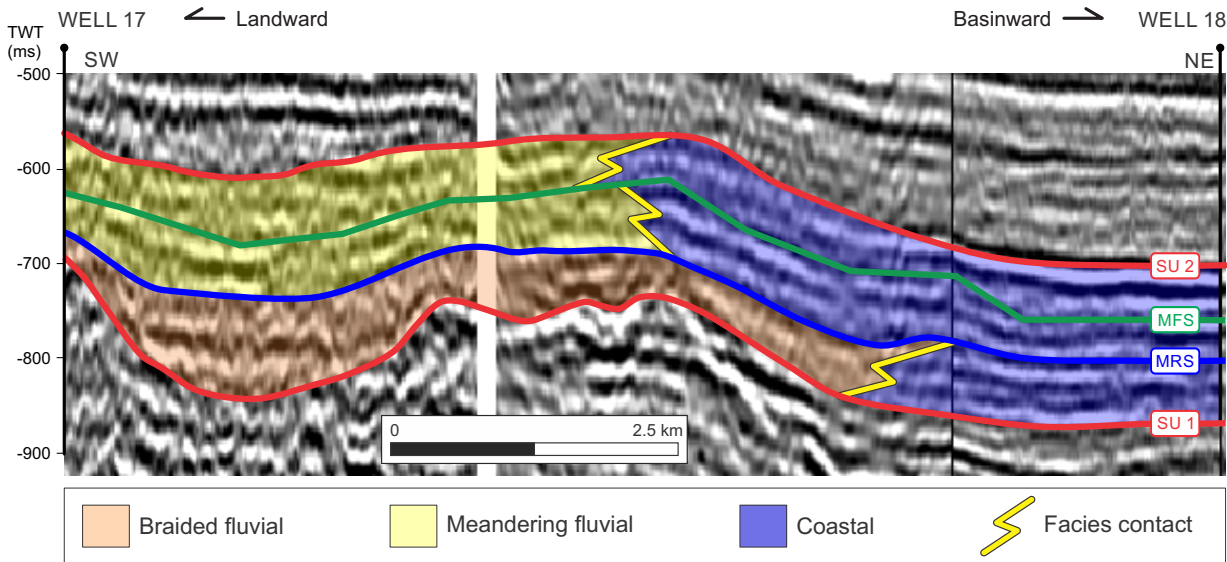 WELL 17 Landward Basinward WELL 18
TWT
(ms)
SW NE
-500
-600
-700
-800
-900
SU 2
MFS
MRS
SU 1
0 2.5 km
Braided fluvial Meandering fluvial Coastal Facies contact